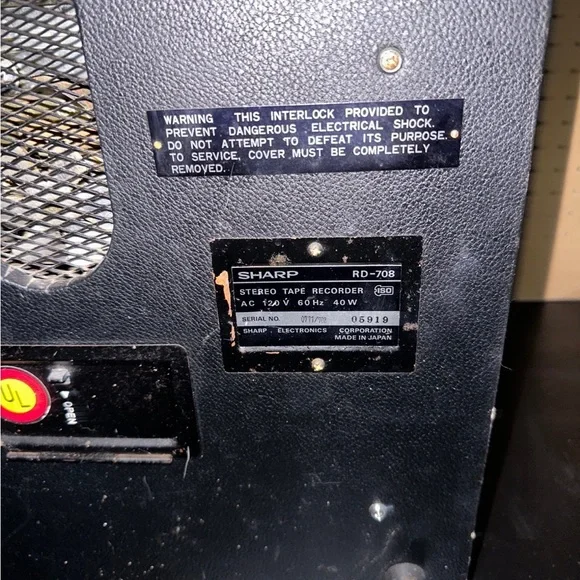 WARNING THIS INTERLOCK PROVIDED TO
PREVENT DANGEROUS ELECTRICAL SHOCK.
DO NOT ATTEMPT TO DEFEAT ITS PURPOSE.
TO SERVICE, COVER MUST BE COMPLETELY
REMOVED.
SHARP RD-708
STEREO TAPE RECORDER
AC 120V 60Hz 40W
SERIAL NO. 05919
SHARP ELECTRONICS CORPORATION
MADE IN JAPAN
UL
OPEN